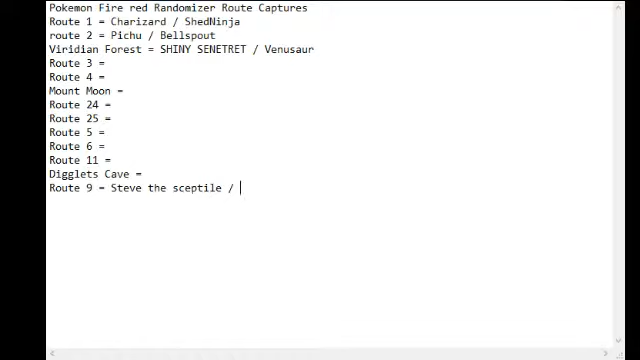 Pokemon Fire red Randomizer Route Captures
Route 1 = Charizard / ShedNinja
route 2 = Pichu / Bellspout
Viridian Forest = SHINY SENETRET / Venusaur
Route 3 =
Route 4 =
Mount Moon =
Route 24 =
Route 25 =
Route 5 =
Route 6 =
Route 11 =
Digglets Cave =
Route 9 = Steve the sceptile /